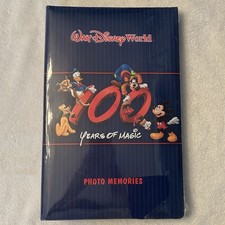 Walt Disney World
100
YEARS OF MAGIC
PHOTO MEMORIES